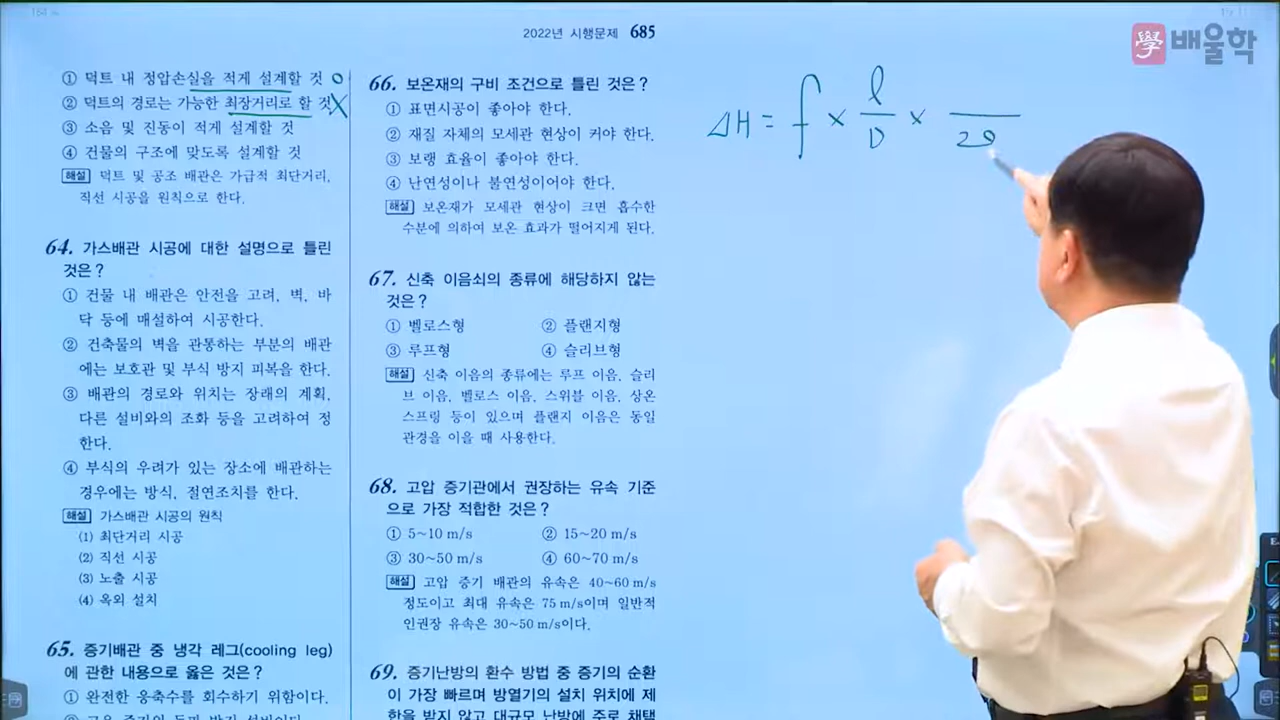 2022년 시행문제 685
學 배울학
① 덕트 내 정압손실을 적게 설계할 것 o
② 덕트의 경로는 가능한 최장거리로 할 것 X
③ 소음 및 진동이 적게 설계할 것
④ 건물의 구조에 맞도록 설계할 것
해설 덕트 및 공조 배관은 가급적 최단거리,
직선 시공을 원칙으로 한다.
64. 가스배관 시공에 대한 설명으로 틀린
것은?
① 건물 내 배관은 안전을 고려, 벽, 바
닥 등에 매설하여 시공한다.
② 건축물의 벽을 관통하는 부분의 배관
에는 보호관 및 부식 방지 피복을 한다.
③ 배관의 경로와 위치는 장래의 계획,
다른 설비와의 조화 등을 고려하여 정
한다.
④ 부식의 우려가 있는 장소에 배관하는
경우에는 방식, 절연조치를 한다.
해설 가스배관 시공의 원칙
(1) 최단거리 시공
(2) 직선 시공
(3) 노출 시공
(4) 옥외 설치
65. 증기배관 중 냉각 레그(cooling leg)
에 관한 내용으로 옳은 것은?
① 완전한 응축수를 회수하기 위함이다.
66. 보온재의 구비 조건으로 틀린 것은?
① 표면시공이 좋아야 한다.
② 재질 자체의 모세관 현상이 커야 한다.
③ 보랭 효율이 좋아야 한다.
④ 난연성이나 불연성이어야 한다.
해설 보온재가 모세관 현상이 크면 흡수한
수분에 의하여 보온 효과가 떨어지게 된다.
67. 신축 이음쇠의 종류에 해당하지 않는
것은?
① 벨로스형 ② 플랜지형
③ 루프형 ④ 슬리브형
해설 신축 이음의 종류에는 루프 이음, 슬리
브 이음, 벨로스 이음, 스위블 이음, 상온
스프링 등이 있으며 플랜지 이음은 동일
관경을 이을 때 사용한다.
68. 고압 증기관에서 권장하는 유속 기준
으로 가장 적합한 것은?
① 5~10 m/s ② 15~20 m/s
③ 30~50 m/s ④ 60~70 m/s
해설 고압 증기 배관의 유속은 40~60 m/s
정도이고 최대 유속은 75 m/s이며 일반적
인권장 유속은 30~50 m/s이다.
69. 증기난방의 환수 방법 중 증기의 순환
이 가장 빠르며 방열기의 설치 위치에 제
한을 받지 않고 대규모 난방에 주로 채택
ΔH = f × l/D × /2g